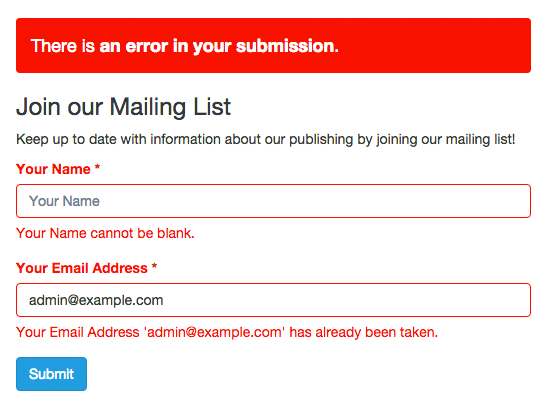 There is an error in your submission.
Join our Mailing List
Keep up to date with information about our publishing by joining our mailing list!
Your Name *
Your Name
Your Name cannot be blank.
Your Email Address *
admin@example.com
Your Email Address 'admin@example.com' has already been taken.
Submit